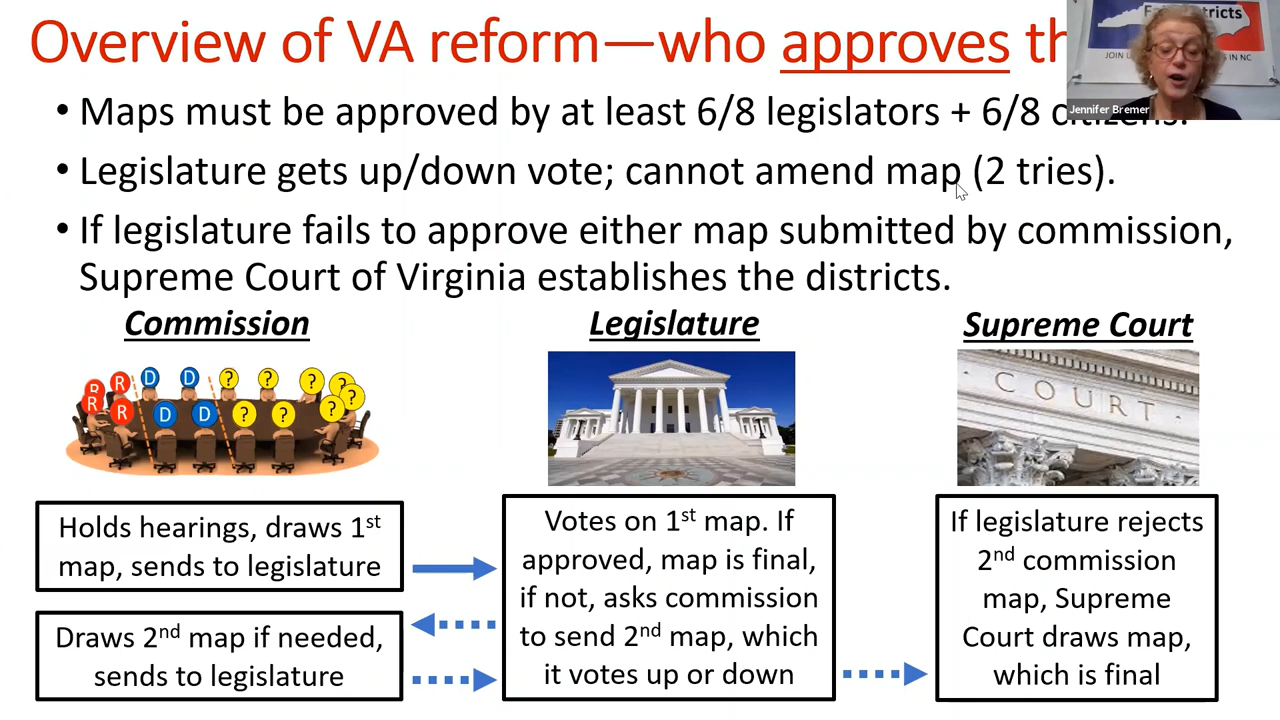 Overview of VA reform—who approves th
• Maps must be approved by at least 6/8 legislators + 6/8 citizens.
• Legislature gets up/down vote; cannot amend map (2 tries).
• If legislature fails to approve either map submitted by commission,
Supreme Court of Virginia establishes the districts.
JOIN U
S IN NC
Jennifer Bremer
Commission
Legislature
Supreme Court
R R D D ? ? ? ? ?
R R D D ? ? ?
COURT
Holds hearings, draws 1st
map, sends to legislature
Draws 2nd map if needed,
sends to legislature
Votes on 1st map. If
approved, map is final,
if not, asks commission
to send 2nd map, which
it votes up or down
If legislature rejects
2nd commission
map, Supreme
Court draws map,
which is final